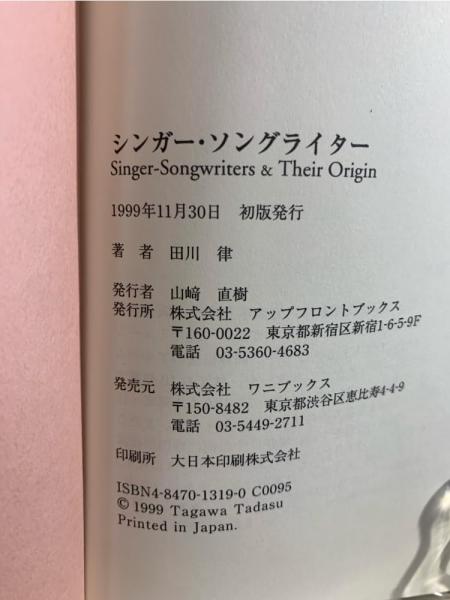 シンガー・ソングライター
Singer-Songwriters & Their Origin
1999年11月30日 初版発行
著 者 田川 律
発行者 山﨑 直樹
発行所 株式会社 アップフロントブックス
〒160-0022 東京都新宿区新宿1-6-5-9F
電話 03-5360-4683
発売元 株式会社 ワニブックス
〒150-8482 東京都渋谷区恵比寿4-4-9
電話 03-5449-2711
印刷所 大日本印刷株式会社
ISBN4-8470-1319-0 C0095
© 1999 Tagawa Tadasu
Printed in Japan.